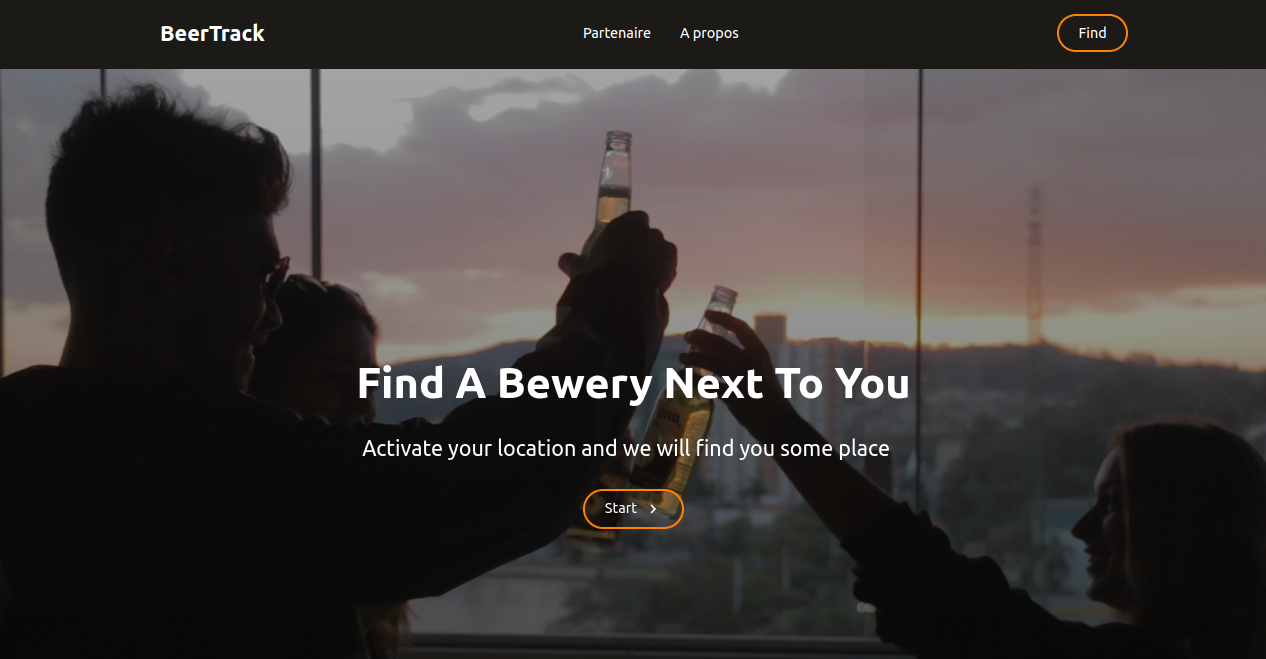 BeerTrack
Partenaire A propos
Find
Find A Bewery Next To You
Activate your location and we will find you some place
Start